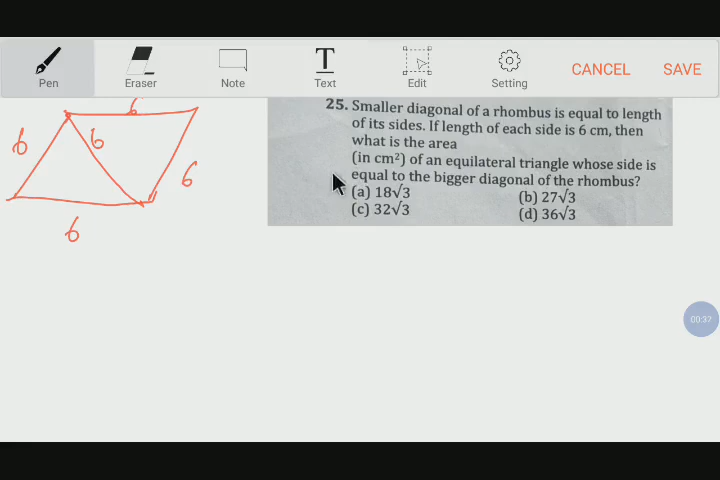 Pen
Eraser
Note
T
Text
Edit
Setting
CANCEL
SAVE
6
6
6
6
6
25. Smaller diagonal of a rhombus is equal to length
of its sides. If length of each side is 6 cm, then
what is the area
(in cm²) of an equilateral triangle whose side is
equal to the bigger diagonal of the rhombus?
(a) 18√3
(b) 27√3
(c) 32√3
(d) 36√3
00:37